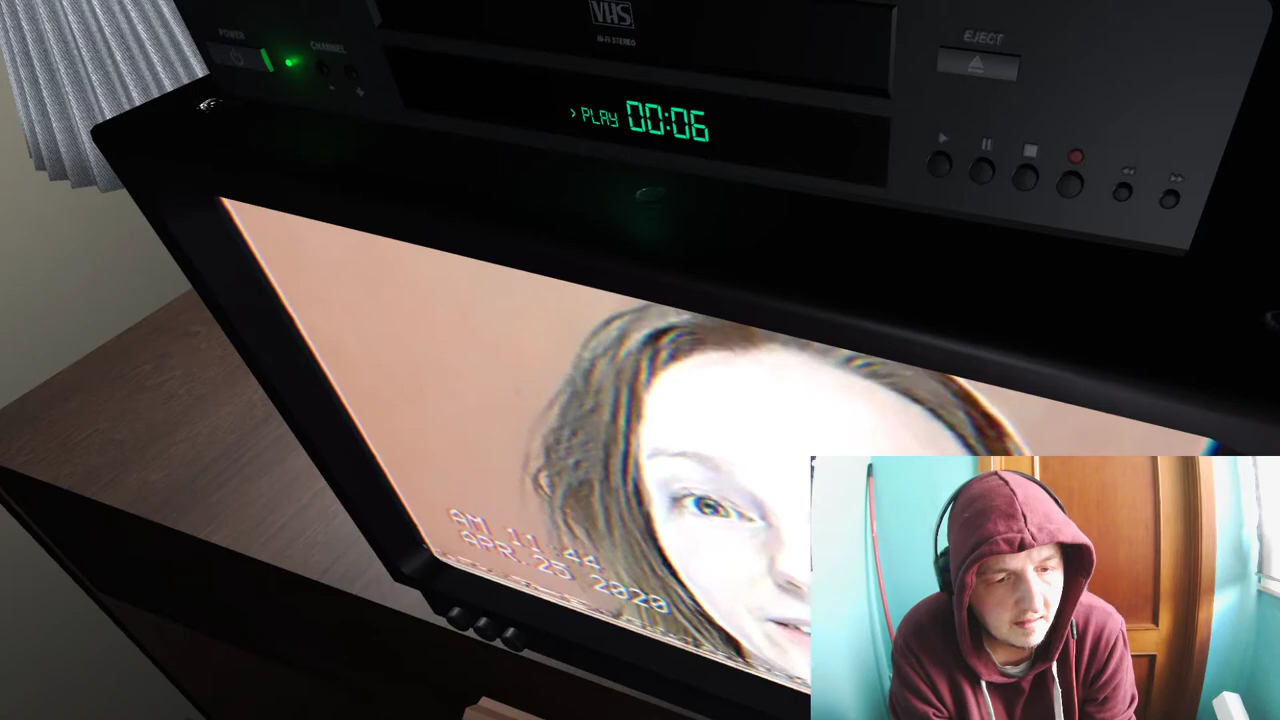 POWER
CHANNEL
- +
VHS
HI-FI STEREO
PLAY 00:06
EJECT
AM 11:44
APR.25 2020